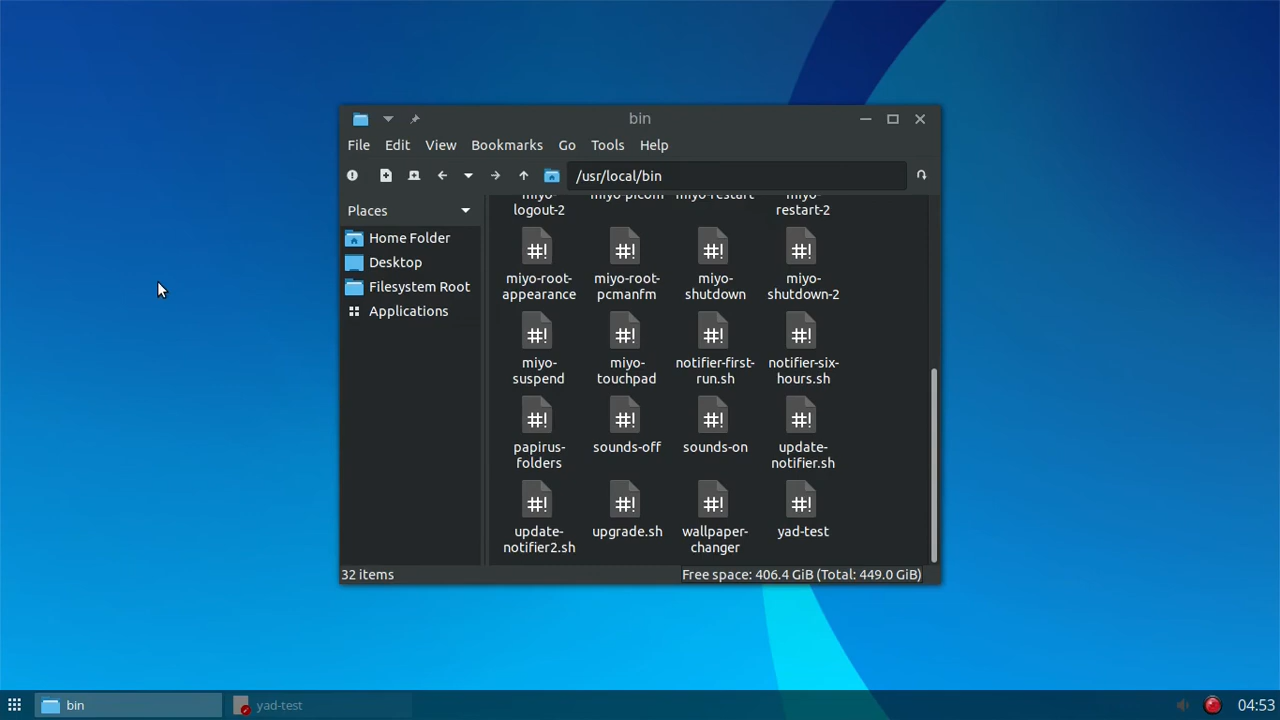 bin
File Edit View Bookmarks Go Tools Help
/usr/local/bin
Places
Home Folder
Desktop
Filesystem Root
Applications
miyo-logout-2
miyo-picom
miyo-restart
miyo-restart-2
#! #! #! #!
miyo-root-appearance
miyo-root-pcmanfm
miyo-shutdown
miyo-shutdown-2
#! #! #! #!
miyo-suspend
miyo-touchpad
notifier-first-run.sh
notifier-six-hours.sh
#! #! #! #!
papirus-folders
sounds-off
sounds-on
update-notifier.sh
#! #! #! #!
update-notifier2.sh
upgrade.sh
wallpaper-changer
yad-test
32 items
Free space: 406.4 GiB (Total: 449.0 GiB)
bin
yad-test
04:53